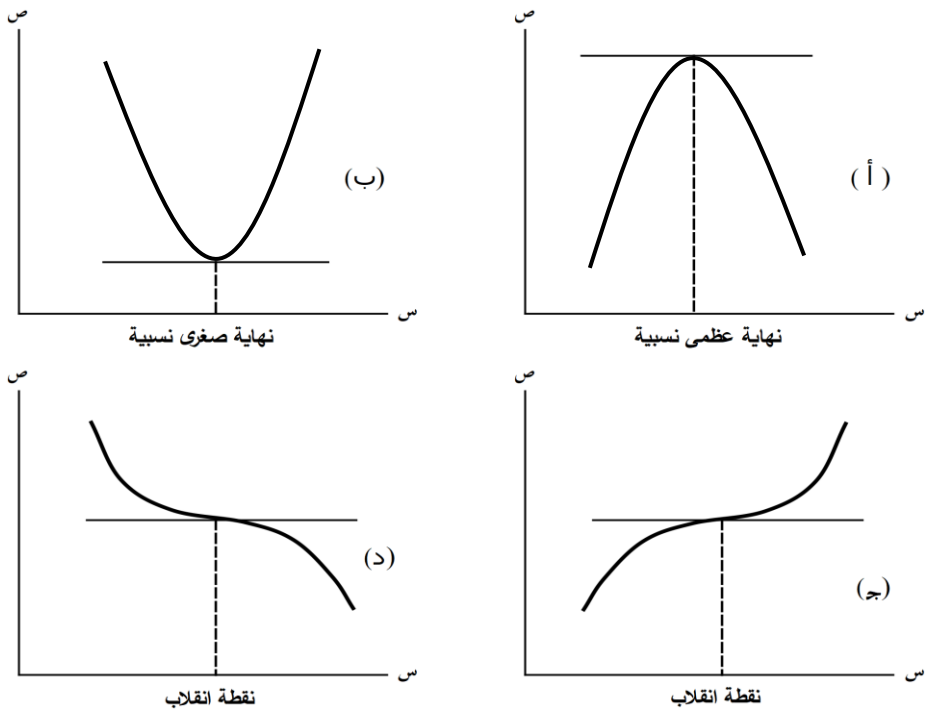 ص
( أ )
س
نهاية عظمى نسبية
ص
(ب)
س
نهاية صغرى نسبية
ص
(جـ)
س
نقطة انقلاب
ص
(د)
س
نقطة انقلاب